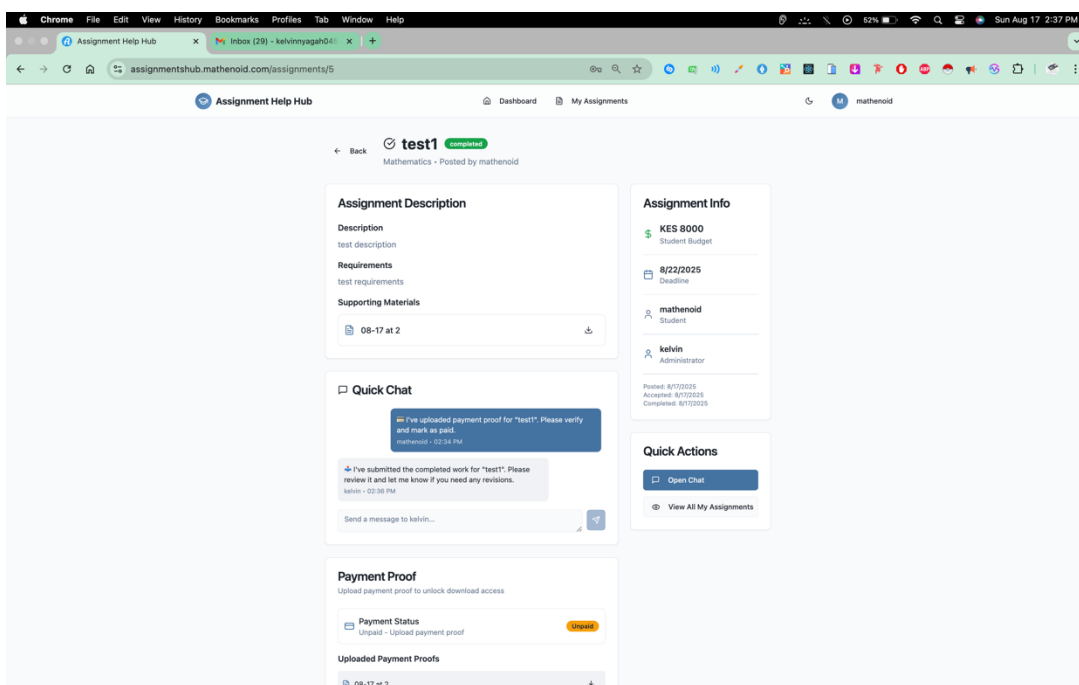 Chrome File Edit View History Bookmarks Profiles Tab Window Help 52% Sun Aug 17 2:37 PM
Assignment Help Hub × Inbox (29) - kelvinnyagah045 × +
assignmentshub.mathenoid.com/assignments/5
Assignment Help Hub Dashboard My Assignments M mathenoid
← Back test1 completed
Mathematics • Posted by mathenoid
Assignment Description
Description
test description
Requirements
test requirements
Supporting Materials
08-17 at 2
Quick Chat
I've uploaded payment proof for "test1". Please verify
and mark as paid.
mathenoid • 02:34 PM
I've submitted the completed work for "test1". Please
review it and let me know if you need any revisions.
kelvin • 02:36 PM
Send a message to kelvin...
Payment Proof
Upload payment proof to unlock download access
Payment Status
Unpaid - Upload payment proof
Unpaid
Uploaded Payment Proofs
08-17 at 2
Assignment Info
$ KES 8000
Student Budget
8/22/2025
Deadline
mathenoid
Student
kelvin
Administrator
Posted: 8/17/2025
Accepted: 8/17/2025
Completed: 8/17/2025
Quick Actions
Open Chat
View All My Assignments